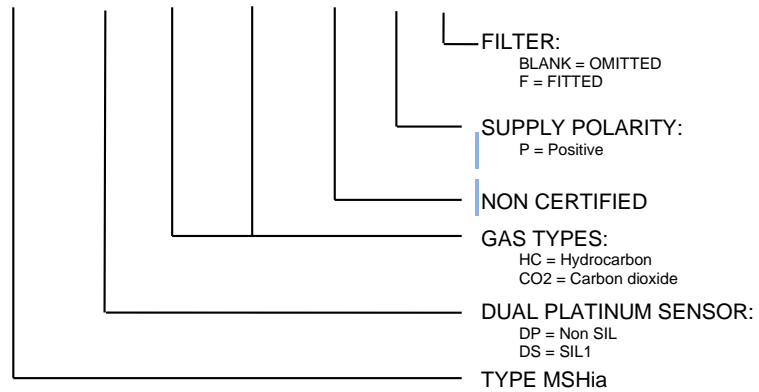 FILTER:
BLANK = OMITTED
F = FITTED
SUPPLY POLARITY:
P = Positive
NON CERTIFIED
GAS TYPES:
HC = Hydrocarbon
CO2 = Carbon dioxide
DUAL PLATINUM SENSOR:
DP = Non SIL
DS = SIL1
TYPE MSHia